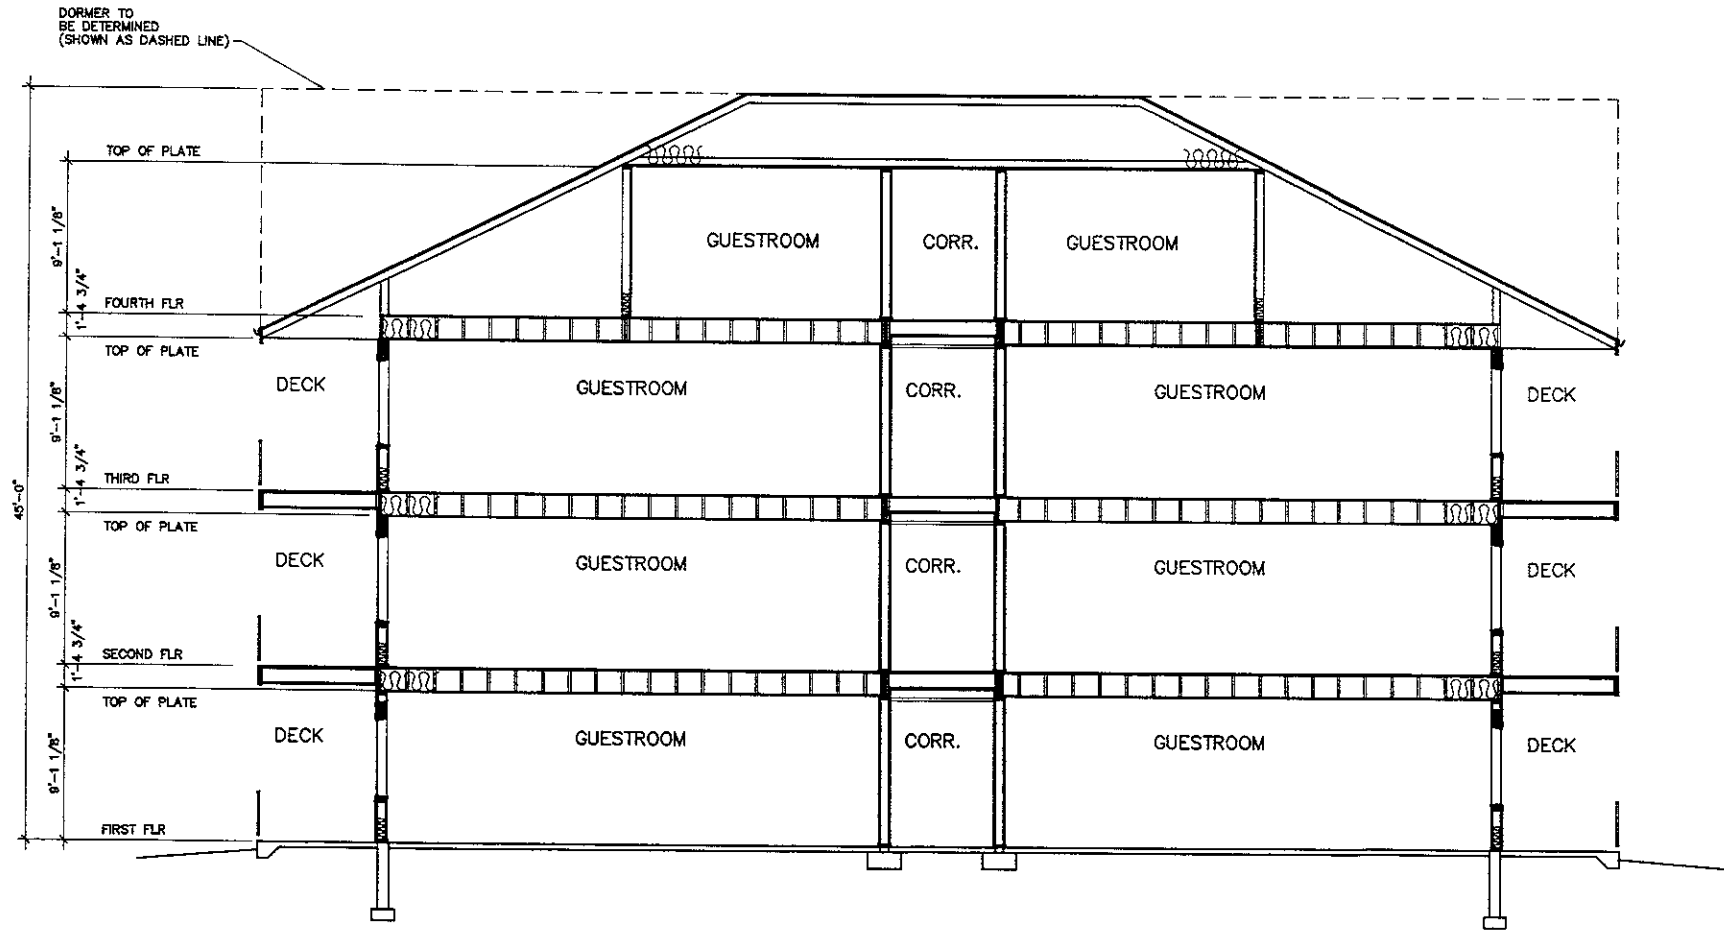 DORMER TO
BE DETERMINED
(SHOWN AS DASHED LINE)
TOP OF PLATE
9'-1 1/8"
GUESTROOM CORR. GUESTROOM
1'-4 3/4"
FOURTH FLR
TOP OF PLATE
DECK GUESTROOM CORR. GUESTROOM DECK
9'-1 1/8"
1'-4 3/4"
THIRD FLR
45'-0"
TOP OF PLATE
DECK GUESTROOM CORR. GUESTROOM DECK
9'-1 1/8"
1'-4 3/4"
SECOND FLR
TOP OF PLATE
DECK GUESTROOM CORR. GUESTROOM DECK
9'-1 1/8"
FIRST FLR